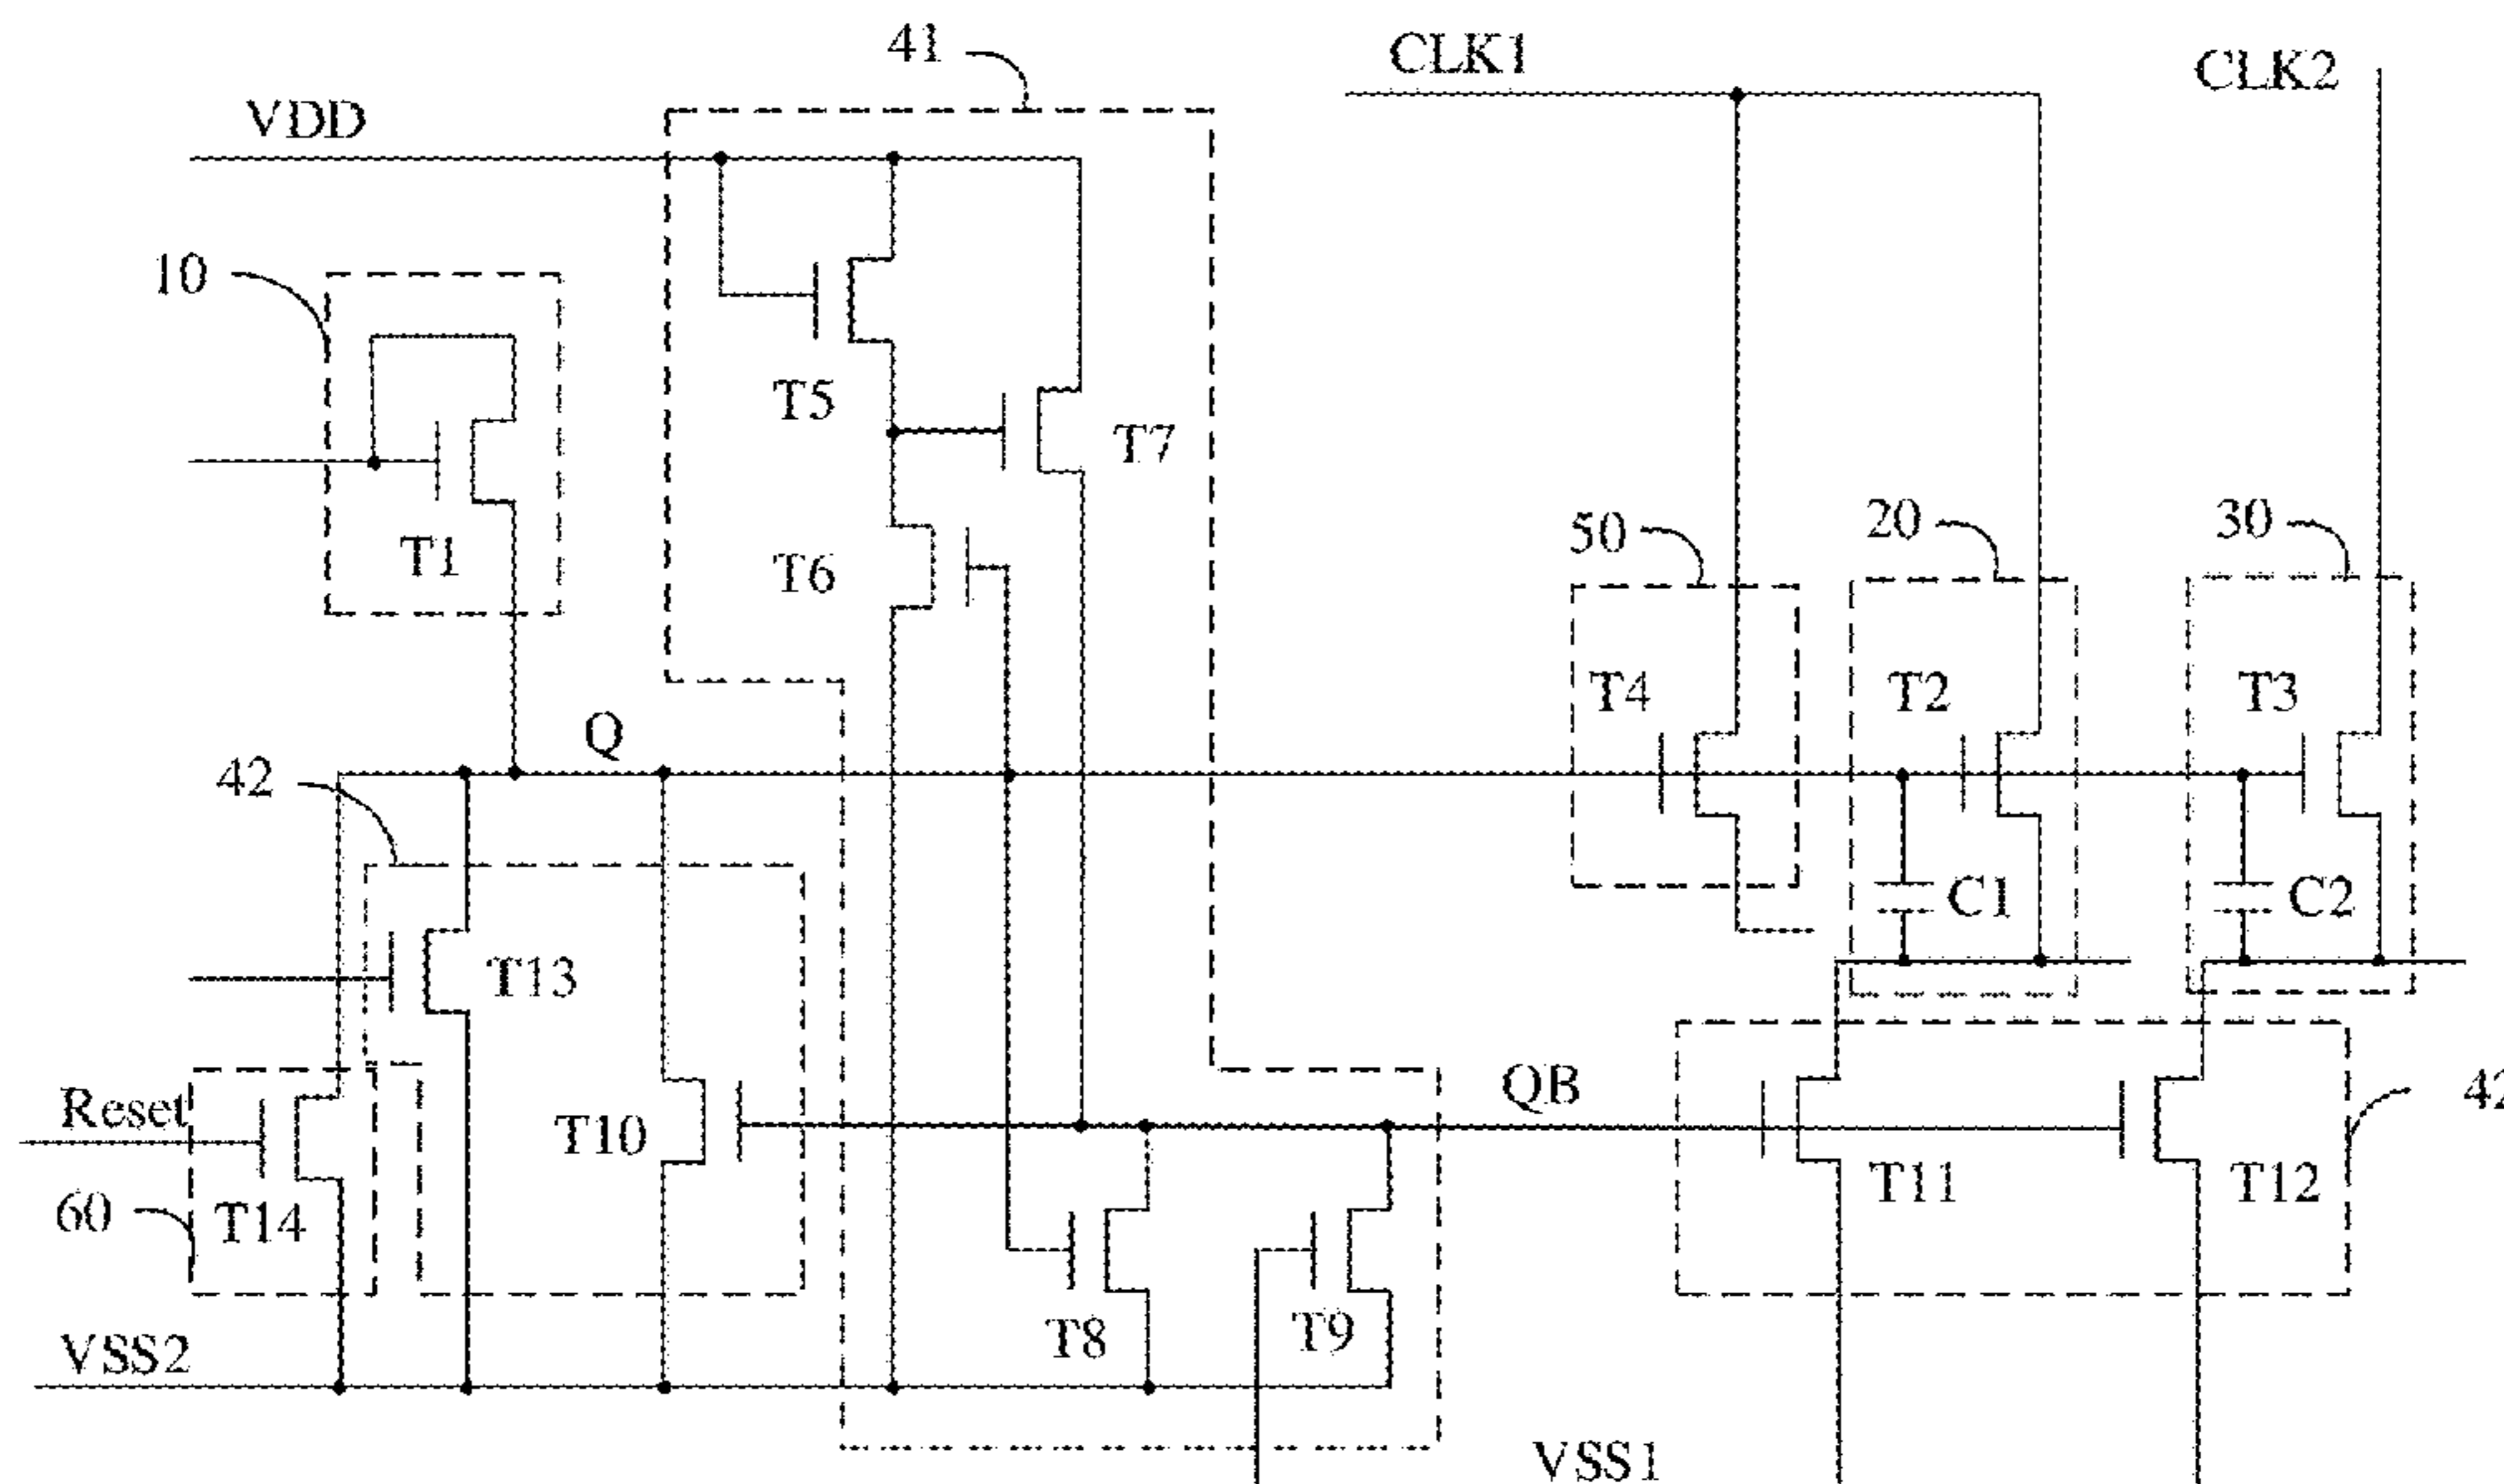 41
CLK1
CLK2
VDD
10
T5
T7
T1
T6
50
20
30
T4
T2
T3
Q
42
C1
C2
T13
Reset
QB
T10
T11
T12
60
T14
T8
T9
VSS2
VSS1